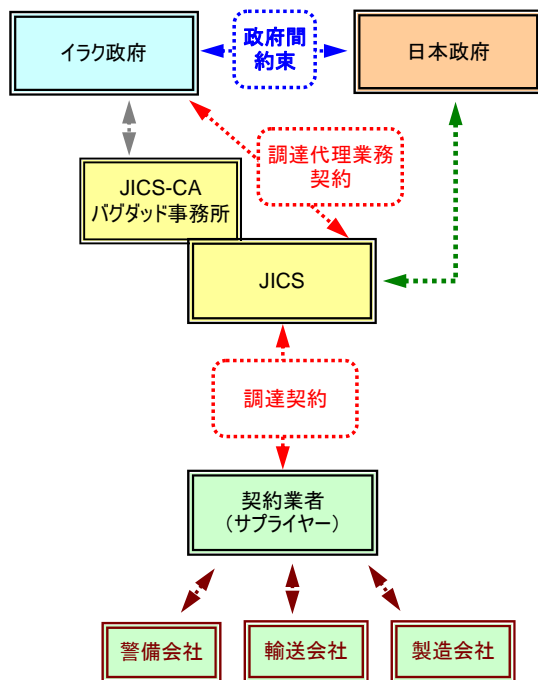 イラク政府
政府間
約束
日本政府
調達代理業務
契約
JICS-CA
バグダッド事務所
JICS
調達契約
契約業者
（サプライヤー）
警備会社
輸送会社
製造会社